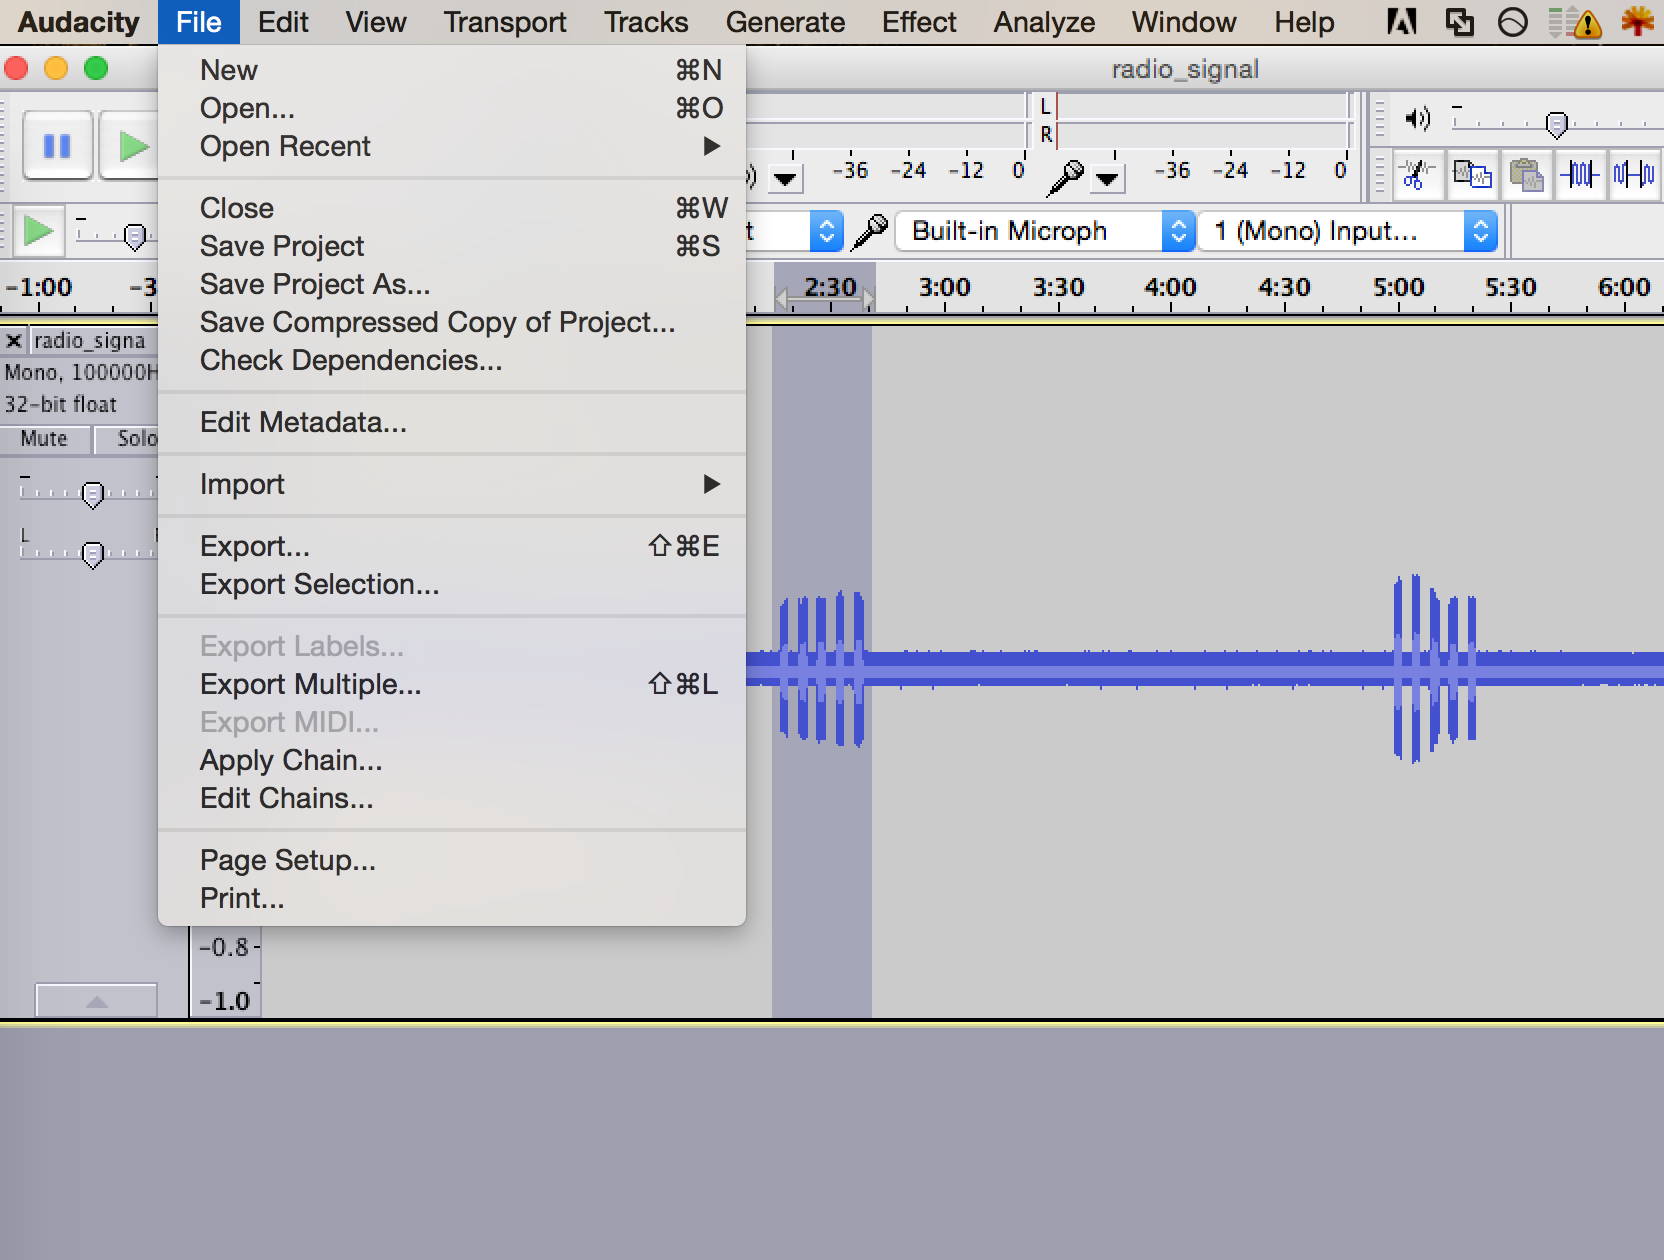 Audacity File Edit View Transport Tracks Generate Effect Analyze Window Help
radio_signal
New ⌘N
Open... ⌘O
Open Recent ▶
Close ⌘W
Save Project ⌘S
Save Project As...
Save Compressed Copy of Project...
Check Dependencies...
Edit Metadata...
Import ▶
Export... ⇧⌘E
Export Selection...
Export Labels...
Export Multiple... ⇧⌘L
Export MIDI...
Apply Chain...
Edit Chains...
Page Setup...
Print...
L
R
-36 -24 -12 0
-36 -24 -12 0
t
Built-in Microph
1 (Mono) Input...
-1:00 -3 2:30 3:00 3:30 4:00 4:30 5:00 5:30 6:00
radio_signa
Mono, 100000H
32-bit float
Mute Solo
L
-0.8
-1.0